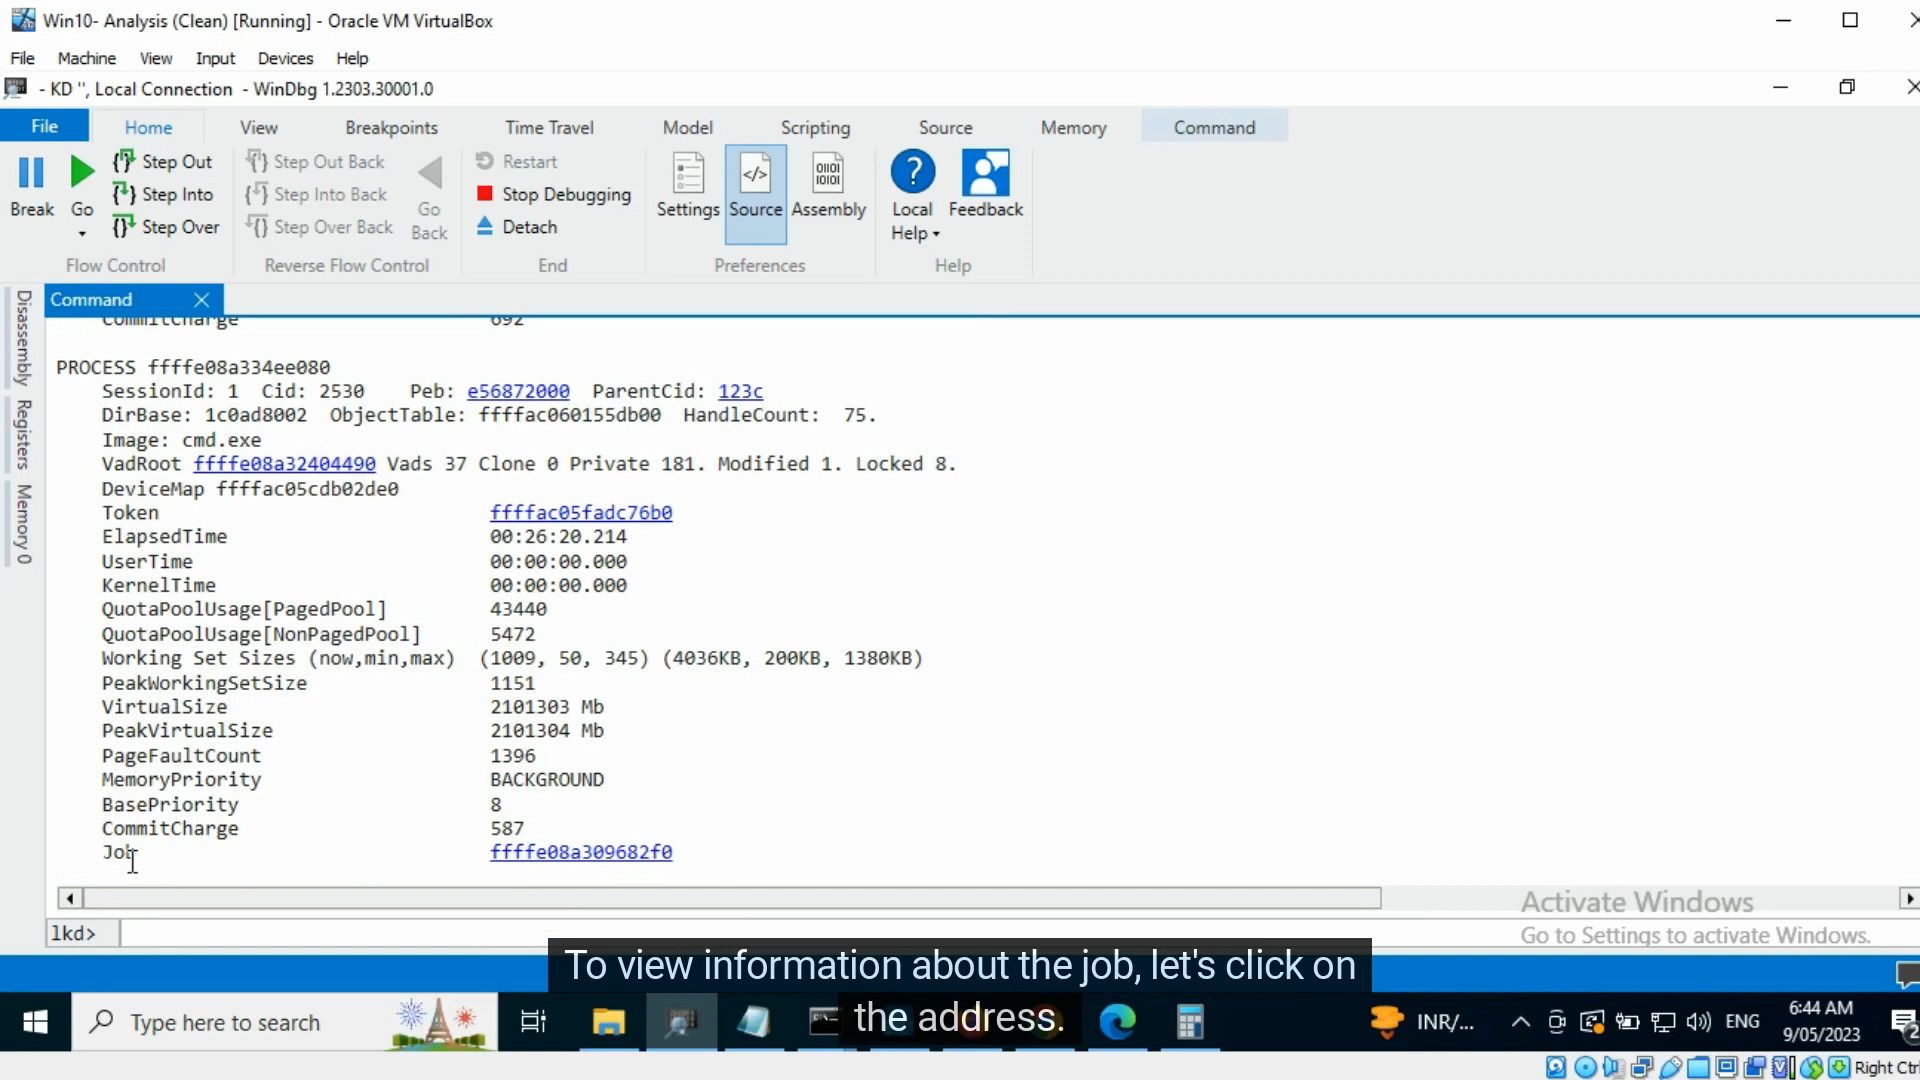 Win10- Analysis (Clean) [Running] - Oracle VM VirtualBox
File Machine View Input Devices Help
- KD '', Local Connection - WinDbg 1.2303.30001.0
File Home View Breakpoints Time Travel Model Scripting Source Memory Command
Break
Go
Step Out
Step Into
Step Over
Flow Control
Step Out Back
Step Into Back
Step Over Back
Go Back
Reverse Flow Control
Restart
Stop Debugging
Detach
End
Settings
Source
Assembly
Preferences
Local Help
Feedback
Help
Disassembly
Registers
Memory 0
Command
CommitCharge 692
PROCESS ffffe08a334ee080
SessionId: 1 Cid: 2530 Peb: e56872000 ParentCid: 123c
DirBase: 1c0ad8002 ObjectTable: ffffac060155db00 HandleCount: 75.
Image: cmd.exe
VadRoot ffffe08a32404490 Vads 37 Clone 0 Private 181. Modified 1. Locked 8.
DeviceMap ffffac05cdb02de0
Token ffffac05fadc76b0
ElapsedTime 00:26:20.214
UserTime 00:00:00.000
KernelTime 00:00:00.000
QuotaPoolUsage[PagedPool] 43440
QuotaPoolUsage[NonPagedPool] 5472
Working Set Sizes (now,min,max) (1009, 50, 345) (4036KB, 200KB, 1380KB)
PeakWorkingSetSize 1151
VirtualSize 2101303 Mb
PeakVirtualSize 2101304 Mb
PageFaultCount 1396
MemoryPriority BACKGROUND
BasePriority 8
CommitCharge 587
Job ffffe08a309682f0
Activate Windows
Go to Settings to activate Windows.
lkd>
To view information about the job, let's click on
the address.
Type here to search
INR/...
ENG
6:44 AM
9/05/2023
2
Right Ctrl